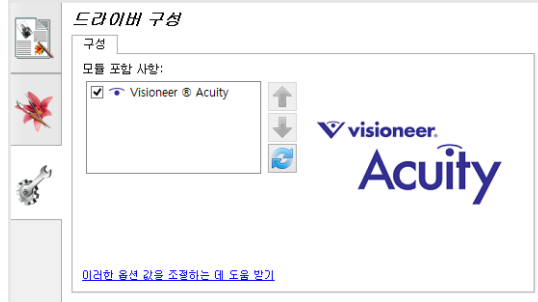 드라이버 구성
구성
모듈 포함 사항:
Visioneer ® Acuity
visioneer.
Acuity
이러한 옵션 값을 조절하는 데 도움 받기